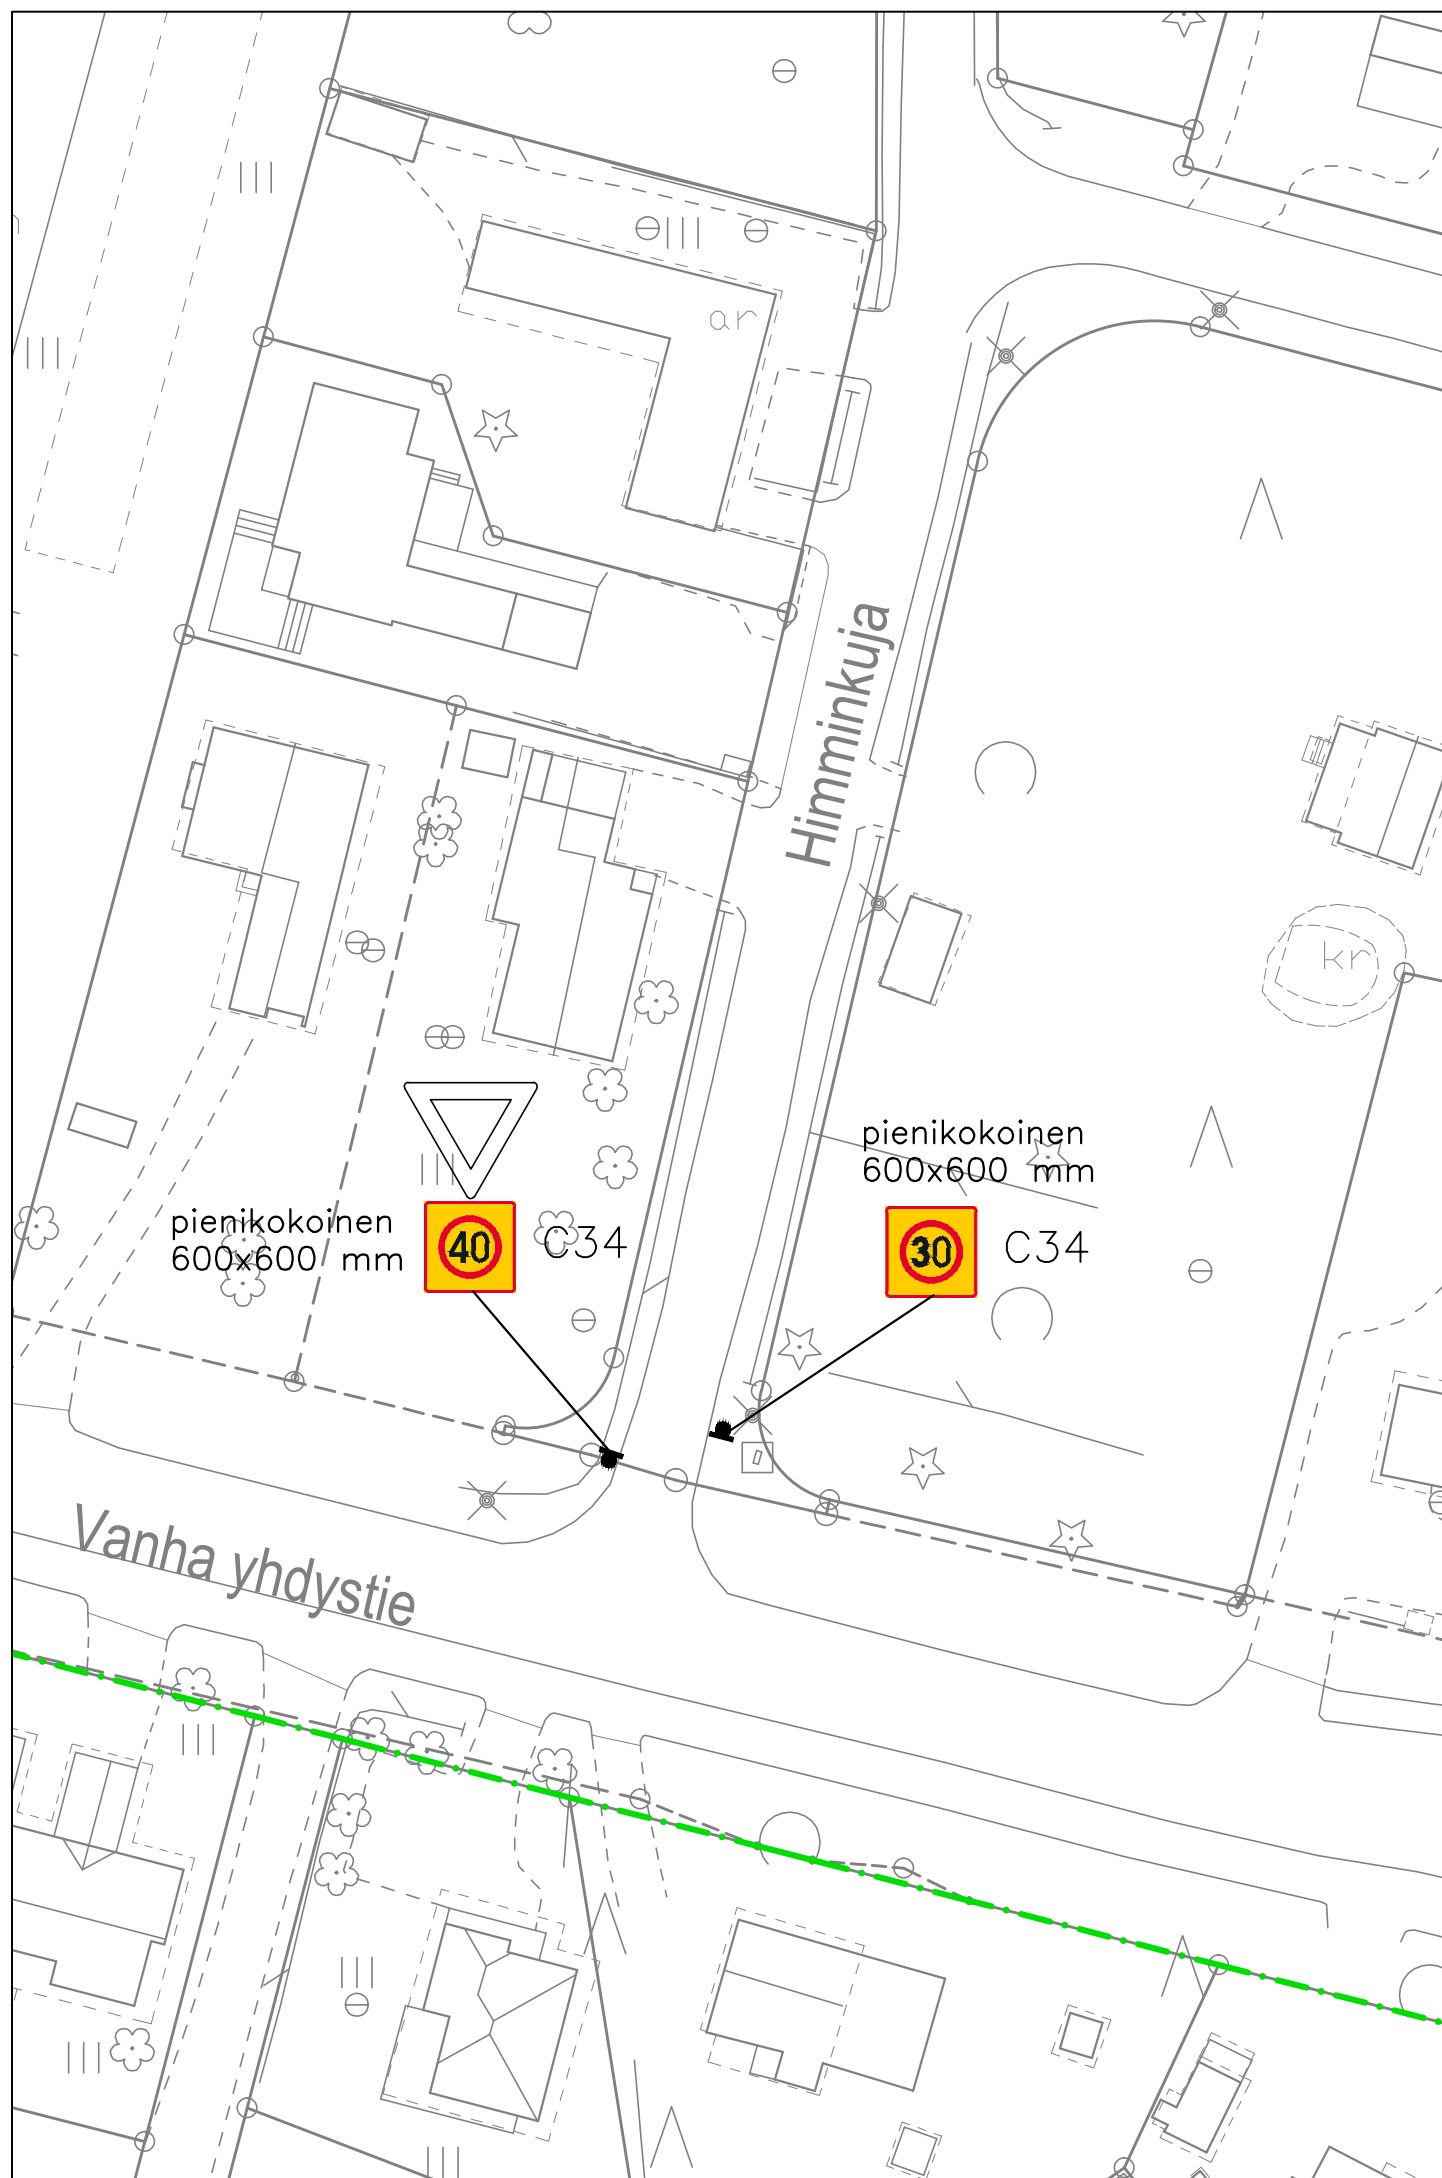 ar
Himminkuja
kr
pienikokoinen
600x600 mm
pienikokoinen
600x600 mm
40
C34
30
C34
Vanha yhdystie